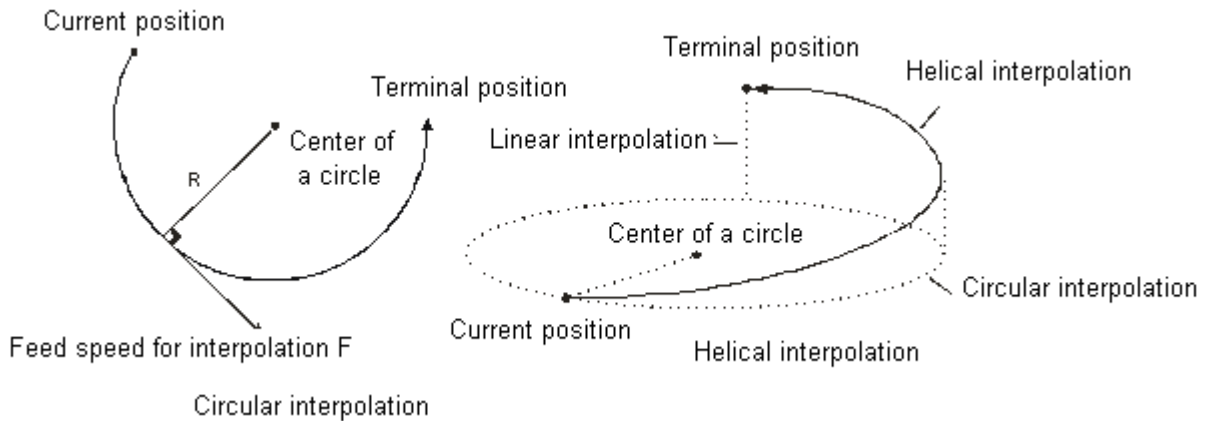 Current position
Terminal position
Center of
a circle
R
Feed speed for interpolation F
Circular interpolation
Terminal position
Helical interpolation
Linear interpolation
Center of a circle
Circular interpolation
Current position
Helical interpolation